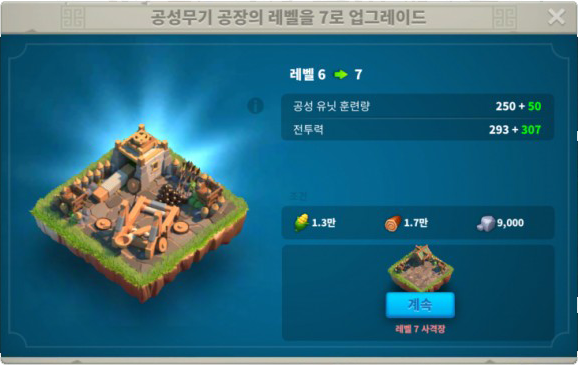 공성무기 공장의 레벨을 7로 업그레이드
레벨 6 7
공성 유닛 훈련량 250 + 50
전투력 293 + 307
조건
1.3만 1.7만 9,000
계속
레벨 7 사격장